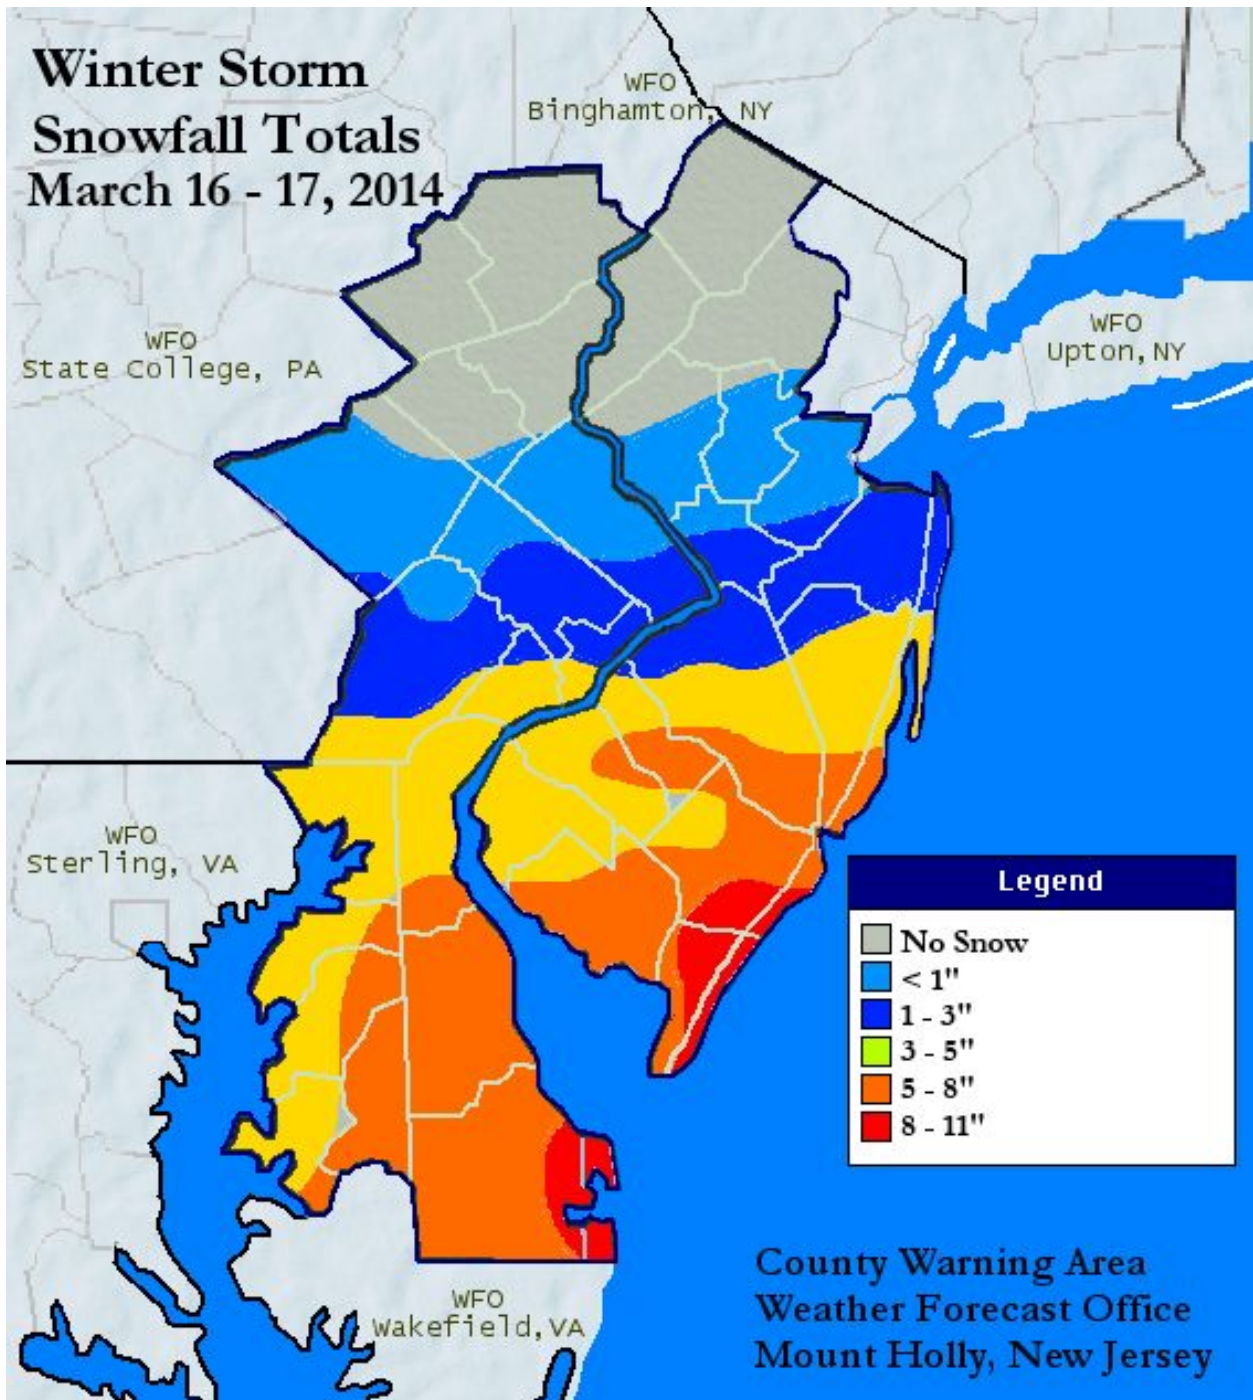 Winter Storm
Snowfall Totals
March 16 - 17, 2014
WFO
Binghamton, NY
WFO
Upton,NY
WFO
State College, PA
WFO
Sterling, VA
Legend
No Snow
< 1"
1 - 3"
3 - 5"
5 - 8"
8 - 11"
WFO
Wakefield,VA
County Warning Area
Weather Forecast Office
Mount Holly, New Jersey